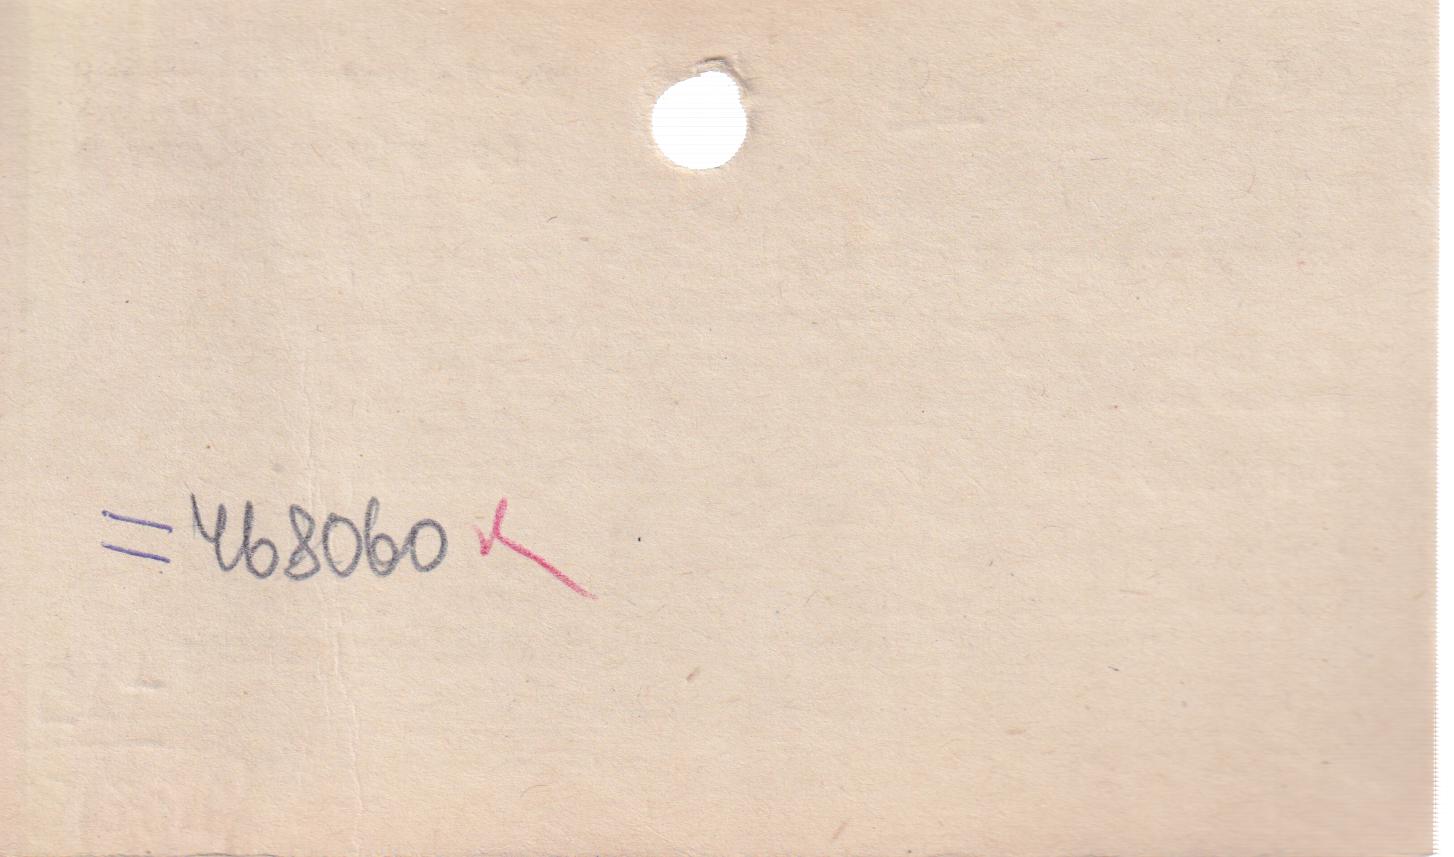 = 468060 ✓